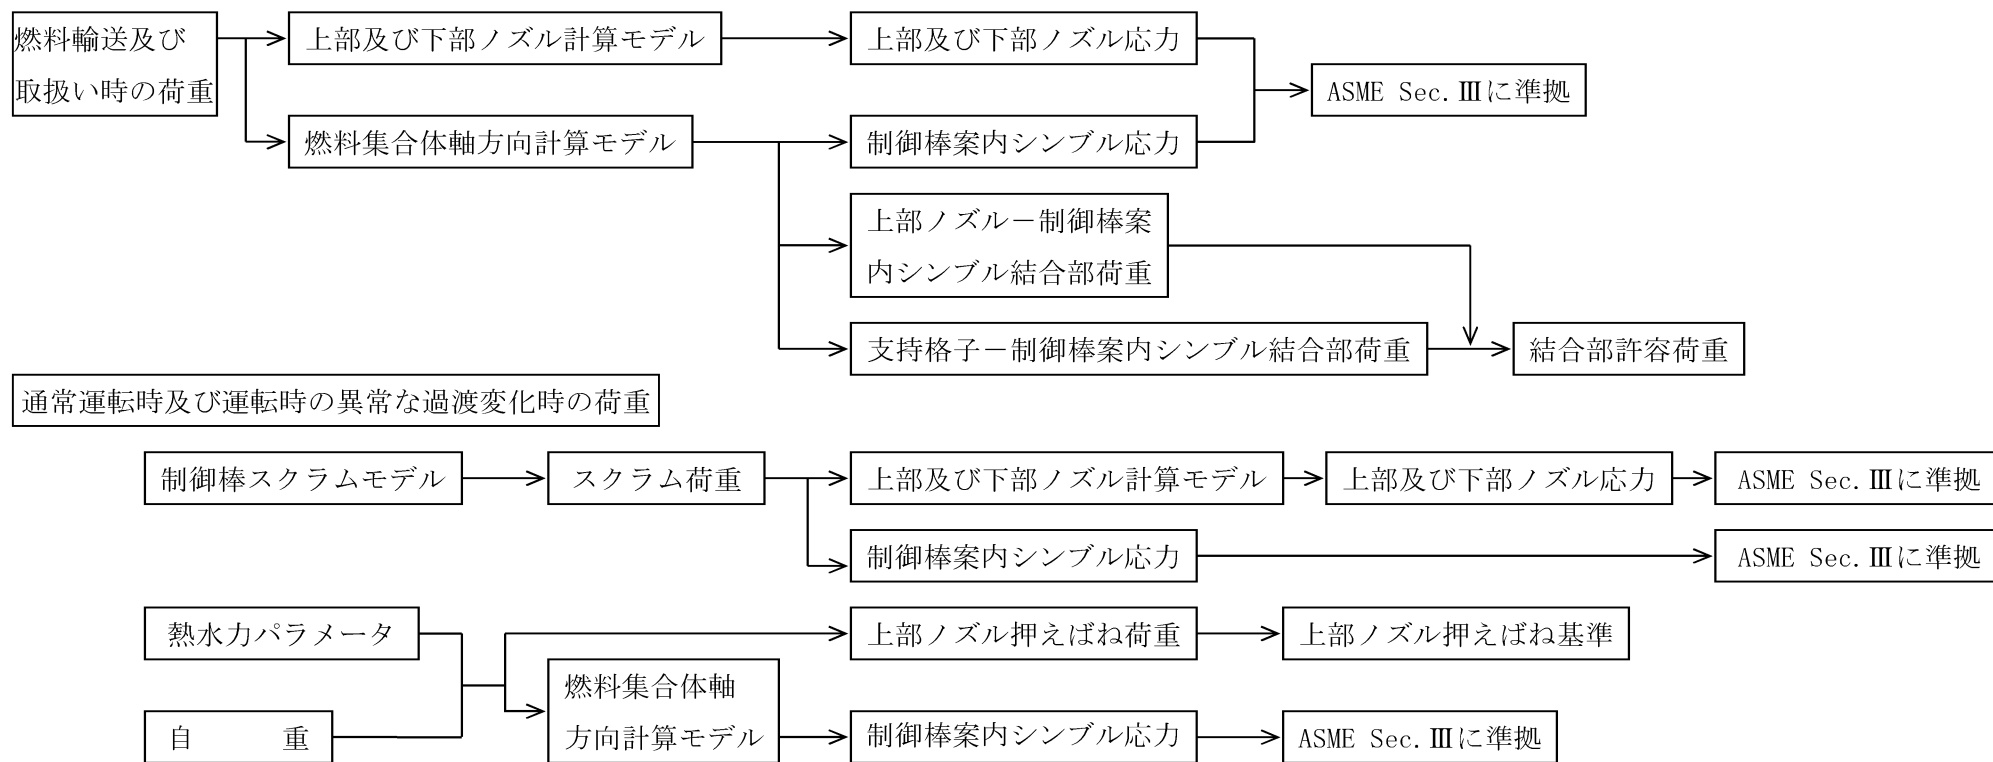 燃料輸送及び
取扱い時の荷重
上部及び下部ノズル計算モデル
上部及び下部ノズル応力
ASME Sec.Ⅲに準拠
燃料集合体軸方向計算モデル
制御棒案内シンブル応力
上部ノズル－制御棒案
内シンブル結合部荷重
支持格子－制御棒案内シンブル結合部荷重
結合部許容荷重
通常運転時及び運転時の異常な過渡変化時の荷重
制御棒スクラムモデル
スクラム荷重
上部及び下部ノズル計算モデル
上部及び下部ノズル応力
ASME Sec.Ⅲに準拠
制御棒案内シンブル応力
ASME Sec.Ⅲに準拠
熱水力パラメータ
上部ノズル押えばね荷重
上部ノズル押えばね基準
燃料集合体軸
方向計算モデル
自　　　重
制御棒案内シンブル応力
ASME Sec.Ⅲに準拠